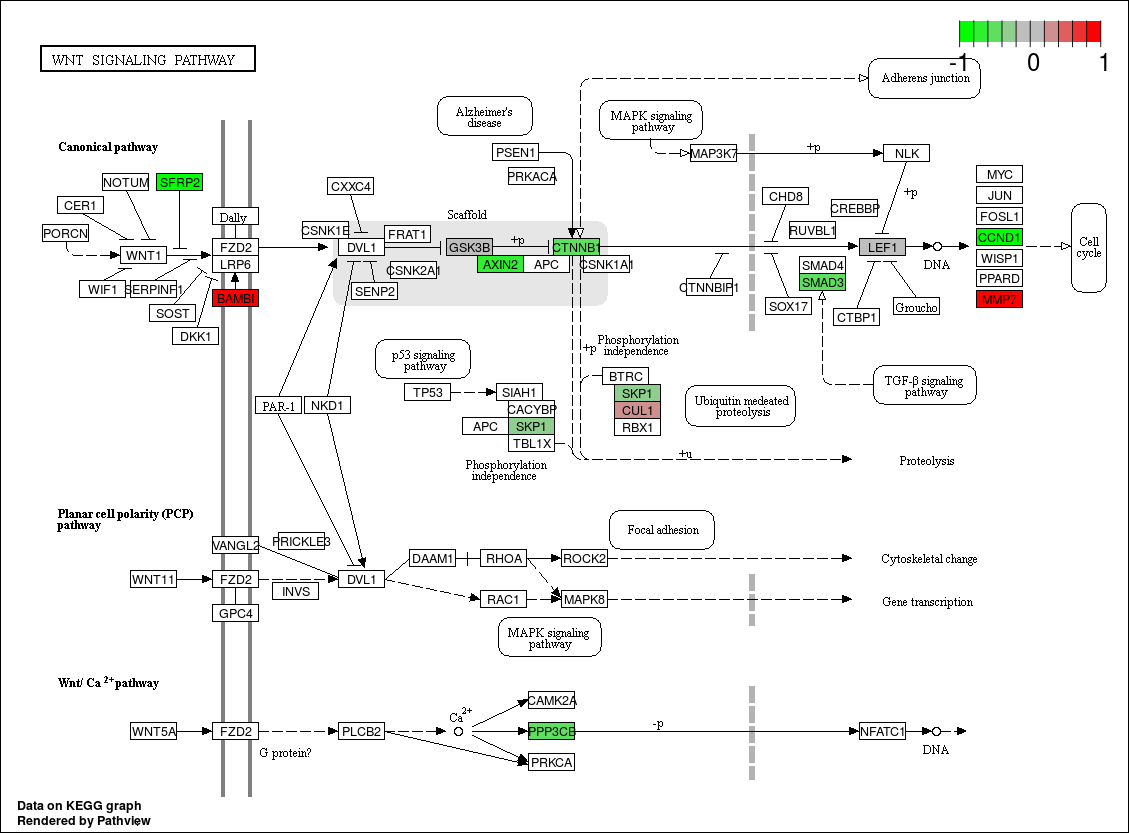 WNT SIGNALING PATHWAY
-1 0 1
Adherens junction
Alzheimer's
disease
MAPK signaling
pathway
Canonical pathway
PSEN1
PRKACA
MAP3K7
+p
NLK
+p
NOTUM
SFRP2
CXXC4
CER1
PORCN
Dally
Scaffold
CSNK1E
FRAT1
CHD8
CREBBP
RUVBL1
MYC
JUN
FOSL1
CCND1
WISP1
PPARD
MMP7
WNT1
FZD2
LRP6
DVL1
GSK3B
+p
CTNNB1
AXIN2
APC
CSNK1A1
CSNK2A1
SENP2
LEF1
DNA
Cell
cycle
SMAD4
SMAD3
WIF1
SERPINF1
BAMBI
SOST
DKK1
CTNNBIP1
SOX17
CTBP1
Groucho
p53 signaling
pathway
+p
Phosphorylation
independence
TGF-β signaling
pathway
TP53
SIAH1
CACYBP
APC
SKP1
TBL1X
BTRC
SKP1
CUL1
RBX1
Ubiquitin medeated
proteolysis
PAR-1
NKD1
Phosphorylation
independence
+u
Proteolysis
Planar cell polarity (PCP)
pathway
Focal adhesion
VANGL2
PRICKLE3
DAAM1
RHOA
ROCK2
Cytoskeletal change
WNT11
FZD2
INVS
DVL1
RAC1
MAPK8
Gene transcription
GPC4
MAPK signaling
pathway
Wnt/ Ca 2+ pathway
CAMK2A
WNT5A
FZD2
G protein?
PLCB2
Ca2+
PPP3CB
-p
NFATC1
DNA
PRKCA
Data on KEGG graph
Rendered by Pathview